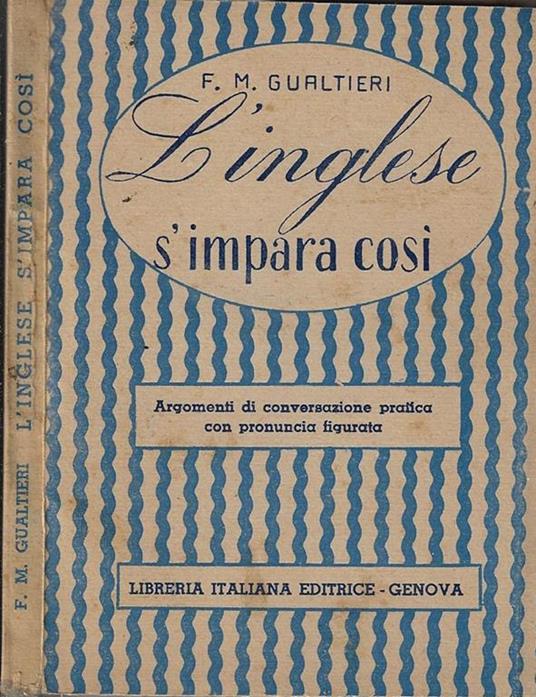 F. M. GUALTIERI
L'inglese
s'impara così
Argomenti di conversazione pratica
con pronuncia figurata
LIBRERIA ITALIANA EDITRICE - GENOVA
F. M. GUALTIERI L'INGLESE S'IMPARA COSÌ